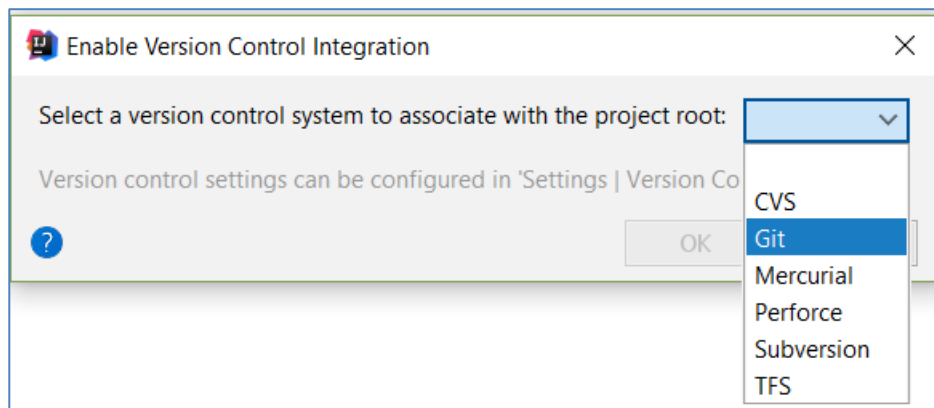 Enable Version Control Integration
Select a version control system to associate with the project root:
Version control settings can be configured in 'Settings | Version Co
CVS
Git
OK
Mercurial
Perforce
Subversion
TFS